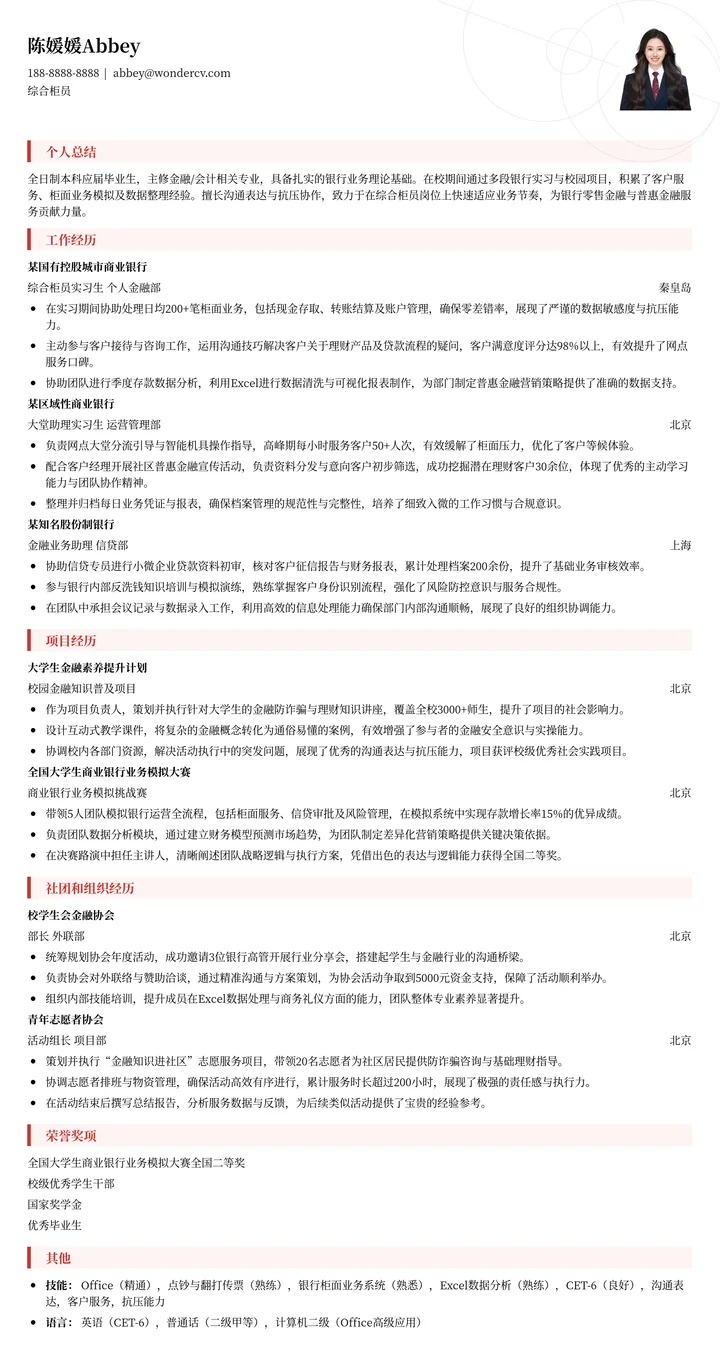 陈媛媛Abbey
188-8888-8888 | abbey@wondercv.com
综合柜员
个人总结
全日制本科应届毕业生，主修金融/会计相关专业，具备扎实的银行业务理论基础。在校期间通过多段银行实习与校园项目，积累了客户服
务、柜面业务模拟及数据整理经验。擅长沟通表达与抗压协作，致力于在综合柜员岗位上快速适应业务节奏，为银行零售金融与普惠金融服
务贡献力量。
工作经历
某国有控股城市商业银行
综合柜员实习生 个人金融部 秦皇岛
• 在实习期间协助处理日均200+笔柜面业务，包括现金存取、转账结算及账户管理，确保零差错率，展现了严谨的数据敏感度与抗压能
力。
• 主动参与客户接待与咨询工作，运用沟通技巧解决客户关于理财产品及贷款流程的疑问，客户满意度评分达98%以上，有效提升了网点
服务口碑。
• 协助团队进行季度存款数据分析，利用Excel进行数据清洗与可视化报表制作，为部门制定普惠金融营销策略提供了准确的数据支持。
某区域性商业银行
大堂助理实习生 运营管理部 北京
• 负责网点大堂分流引导与智能机具操作指导，高峰期每小时服务客户50+人次，有效缓解了柜面压力，优化了客户等候体验。
• 配合客户经理开展社区普惠金融宣传活动，负责资料分发与意向客户初步筛选，成功挖掘潜在理财客户30余位，体现了优秀的主动学习
能力与团队协作精神。
• 整理并归档每日业务凭证与报表，确保档案管理的规范性与完整性，培养了细致入微的工作习惯与合规意识。
某知名股份制银行
金融业务助理 信贷部 上海
• 协助信贷专员进行小微企业贷款资料初审，核对客户征信报告与财务报表，累计处理档案200余份，提升了基础业务审核效率。
• 参与银行内部反洗钱知识培训与模拟演练，熟练掌握客户身份识别流程，强化了风险防控意识与服务合规性。
• 在团队中承担会议记录与数据录入工作，利用高效的信息处理能力确保部门内部沟通顺畅，展现了良好的组织协调能力。
项目经历
大学生金融素养提升计划
校园金融知识普及项目 北京
• 作为项目负责人，策划并执行针对大学生的金融防诈骗与理财知识讲座，覆盖全校3000+师生，提升了项目的社会影响力。
• 设计互动式教学课件，将复杂的金融概念转化为通俗易懂的案例，有效增强了参与者的金融安全意识与实操能力。
• 协调校内各部门资源，解决活动执行中的突发问题，展现了优秀的沟通表达与抗压能力，项目获评校级优秀社会实践项目。
全国大学生商业银行业务模拟大赛
商业银行业务模拟挑战赛 北京
• 带领5人团队模拟银行运营全流程，包括柜面服务、信贷审批及风险管理，在模拟系统中实现存款增长率15%的优异成绩。
• 负责团队数据分析模块，通过建立财务模型预测市场趋势，为团队制定差异化营销策略提供关键决策依据。
• 在决赛路演中担任主讲人，清晰阐述团队战略逻辑与执行方案，凭借出色的表达与逻辑能力获得全国二等奖。
社团和组织经历
校学生会金融协会
部长 外联部 北京
• 统筹规划协会年度活动，成功邀请3位银行高管开展行业分享会，搭建起学生与金融行业的沟通桥梁。
• 负责协会对外联络与赞助洽谈，通过精准沟通与方案策划，为协会活动争取到5000元资金支持，保障了活动顺利举办。
• 组织内部技能培训，提升成员在Excel数据处理与商务礼仪方面的能力，团队整体专业素养显著提升。
青年志愿者协会
活动组长 项目部 北京
• 策划并执行“金融知识进社区”志愿服务项目，带领20名志愿者为社区居民提供防诈骗咨询与基础理财指导。
• 协调志愿者排班与物资管理，确保活动高效有序进行，累计服务时长超过200小时，展现了极强的责任感与执行力。
• 在活动结束后撰写总结报告，分析服务数据与反馈，为后续类似活动提供了宝贵的经验参考。
荣誉奖项
全国大学生商业银行业务模拟大赛全国二等奖
校级优秀学生干部
国家奖学金
优秀毕业生
其他
• 技能： Office（精通），点钞与翻打传票（熟练），银行柜面业务系统（熟悉），Excel数据分析（熟练），CET-6（良好），沟通表
达，客户服务，抗压能力
• 语言： 英语（CET-6），普通话（二级甲等），计算机二级（Office高级应用）